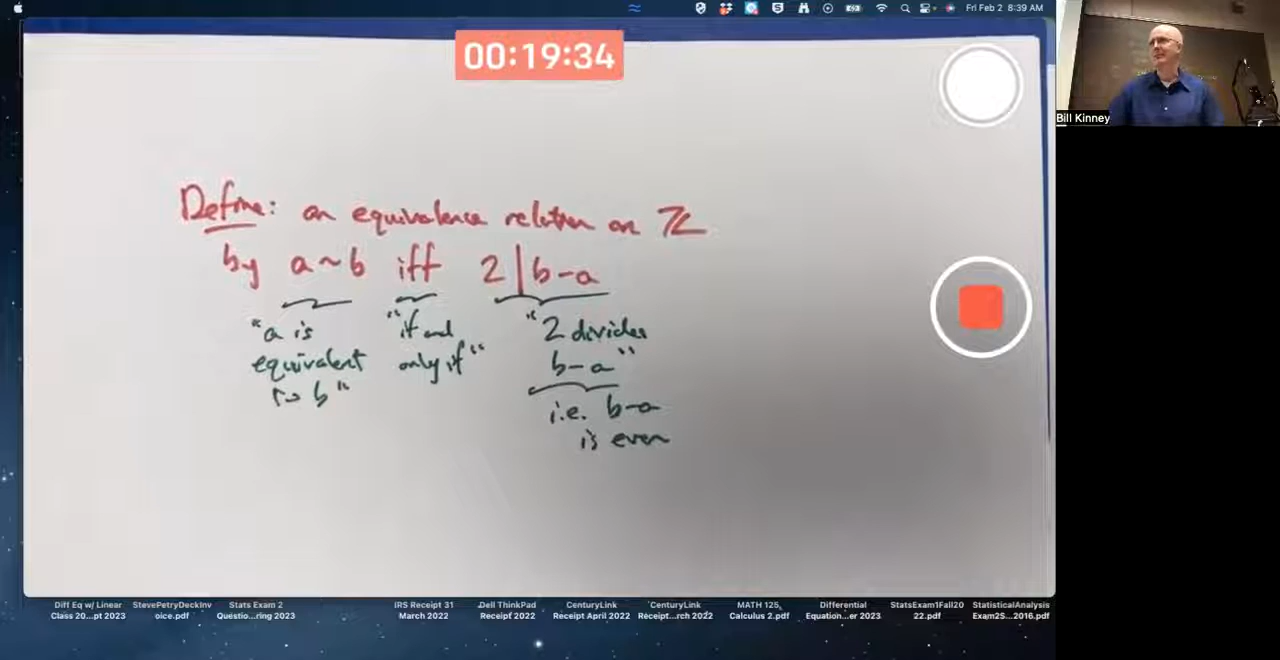 Fri Feb 2 8:39 AM
00:19:34
Bill Kinney
Define: an equivalence relation on ℤ
by a ~ b iff 2 | b-a
"a is
equivalent
to b"
"if and
only if"
"2 divides
b-a"
i.e. b-a
is even
Diff Eq w/ Linear
Class 20...pt 2023
StevePetryDeckInv
oice.pdf
Stats Exam 2
Questio...ring 2023
IRS Receipt 31
March 2022
Dell ThinkPad
Receipt 2022
CenturyLink
Receipt April 2022
CenturyLink
Receipt...rch 2022
MATH 125,
Calculus 2.pdf
Differential
Equation...er 2023
StatsExam1Fall20
22.pdf
StatisticalAnalysis
Exam2S...2016.pdf